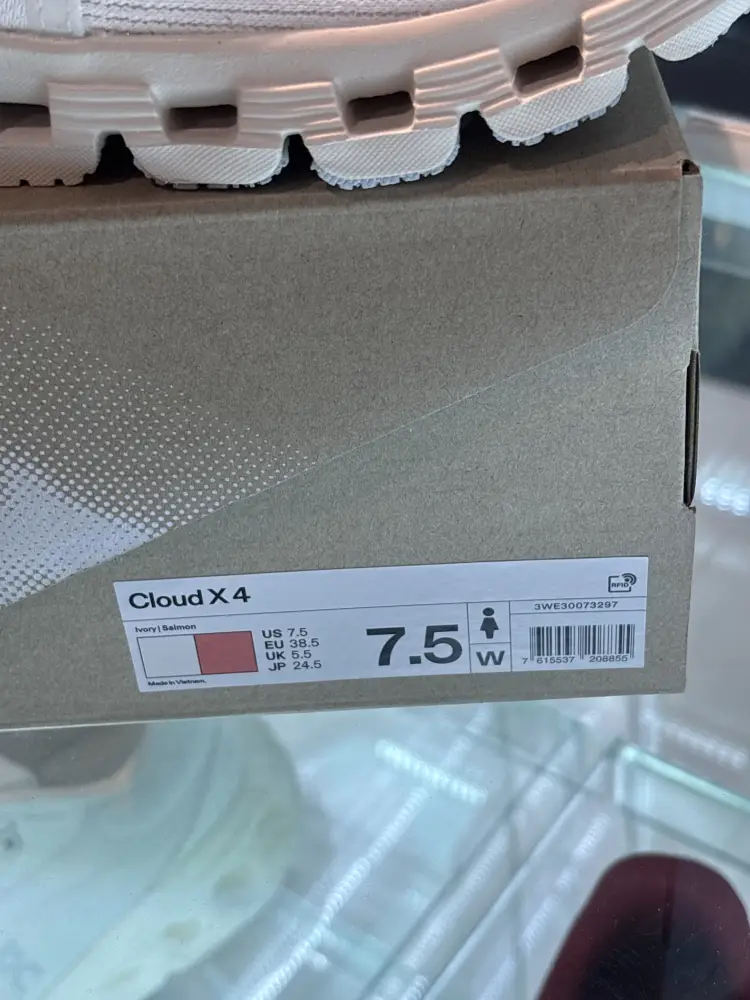 Cloud X 4
RFID
Ivory | Salmon
US 7.5
EU 38.5
UK 5.5
JP 24.5
7.5
W
3WE30073297
7 615537 208855
Made in Vietnam.